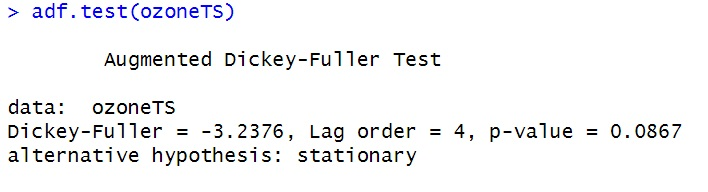 > adf.test(ozoneTS)
Augmented Dickey-Fuller Test
data:  ozoneTS
Dickey-Fuller = -3.2376, Lag order = 4, p-value = 0.0867
alternative hypothesis: stationary